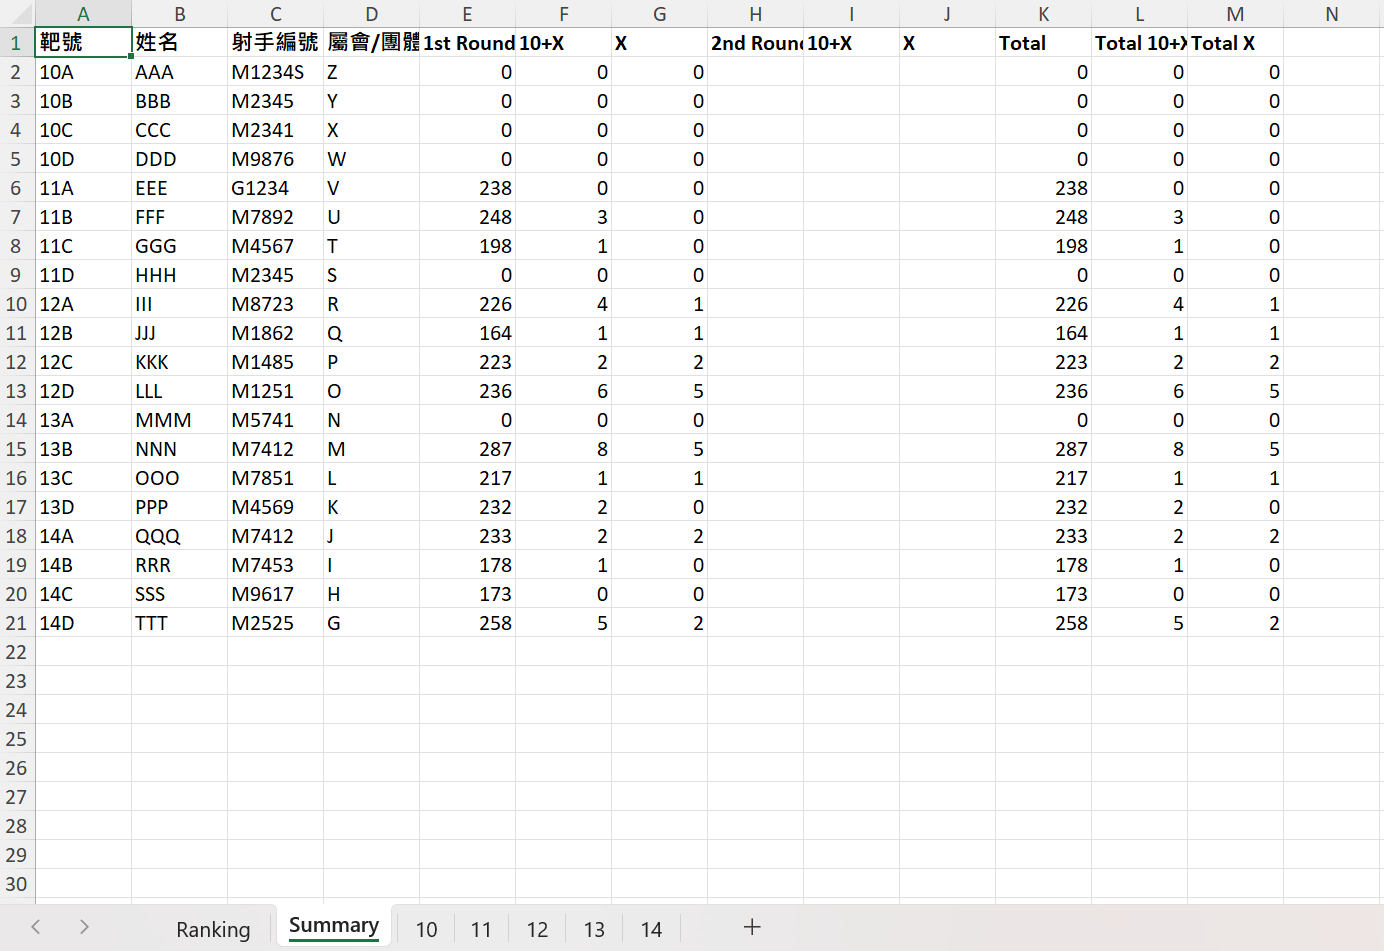 A B C D E F G H I J K L M N
1 靶號 姓名 射手編號 屬會/團體 1st Round 10+X X 2nd Round 10+X X Total Total 10+X Total X
2 10A AAA M1234S Z 0 0 0 0 0 0
3 10B BBB M2345 Y 0 0 0 0 0 0
4 10C CCC M2341 X 0 0 0 0 0 0
5 10D DDD M9876 W 0 0 0 0 0 0
6 11A EEE G1234 V 238 0 0 238 0 0
7 11B FFF M7892 U 248 3 0 248 3 0
8 11C GGG M4567 T 198 1 0 198 1 0
9 11D HHH M2345 S 0 0 0 0 0 0
10 12A III M8723 R 226 4 1 226 4 1
11 12B JJJ M1862 Q 164 1 1 164 1 1
12 12C KKK M1485 P 223 2 2 223 2 2
13 12D LLL M1251 O 236 6 5 236 6 5
14 13A MMM M5741 N 0 0 0 0 0 0
15 13B NNN M7412 M 287 8 5 287 8 5
16 13C OOO M7851 L 217 1 1 217 1 1
17 13D PPP M4569 K 232 2 0 232 2 0
18 14A QQQ M7412 J 233 2 2 233 2 2
19 14B RRR M7453 I 178 1 0 178 1 0
20 14C SSS M9617 H 173 0 0 173 0 0
21 14D TTT M2525 G 258 5 2 258 5 2
22
23
24
25
26
27
28
29
30
Ranking Summary 10 11 12 13 14